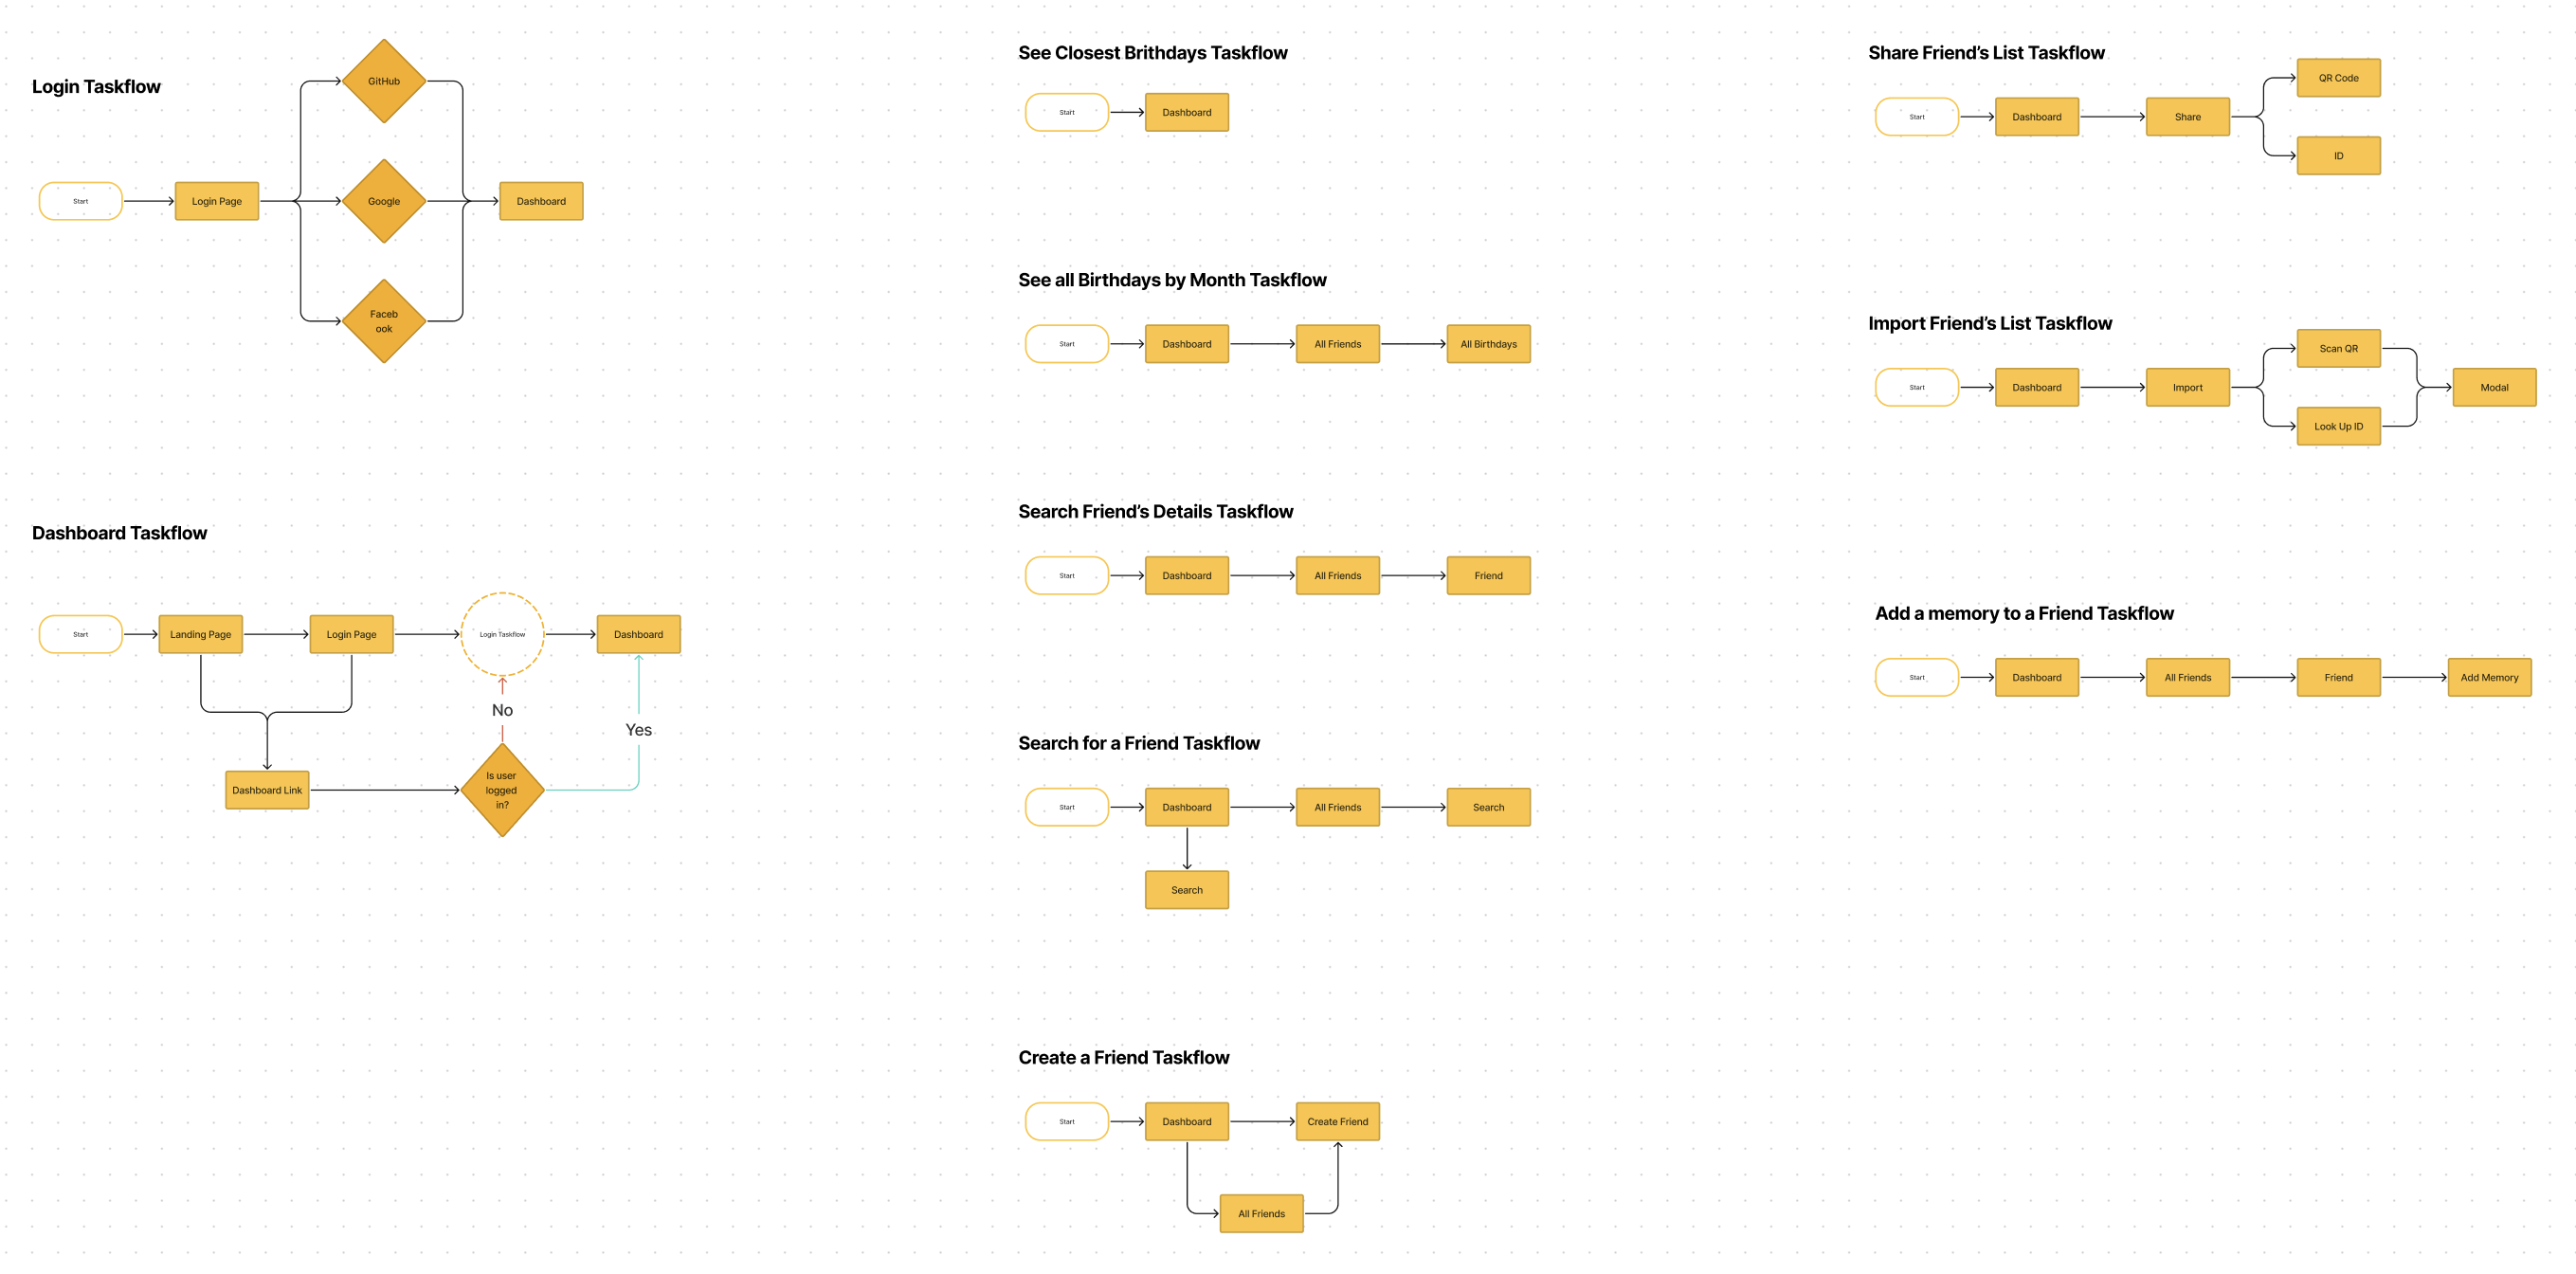 Login Taskflow
GitHub
Start
Login Page
Google
Dashboard
Faceb
ook
Dashboard Taskflow
Start
Landing Page
Login Page
Login Taskflow
Dashboard
No
Yes
Dashboard Link
Is user
logged
in?
See Closest Brithdays Taskflow
Start
Dashboard
See all Birthdays by Month Taskflow
Start
Dashboard
All Friends
All Birthdays
Search Friend’s Details Taskflow
Start
Dashboard
All Friends
Friend
Search for a Friend Taskflow
Start
Dashboard
All Friends
Search
Search
Create a Friend Taskflow
Start
Dashboard
Create Friend
All Friends
Share Friend’s List Taskflow
QR Code
Start
Dashboard
Share
ID
Import Friend’s List Taskflow
Scan QR
Start
Dashboard
Import
Modal
Look Up ID
Add a memory to a Friend Taskflow
Start
Dashboard
All Friends
Friend
Add Memory